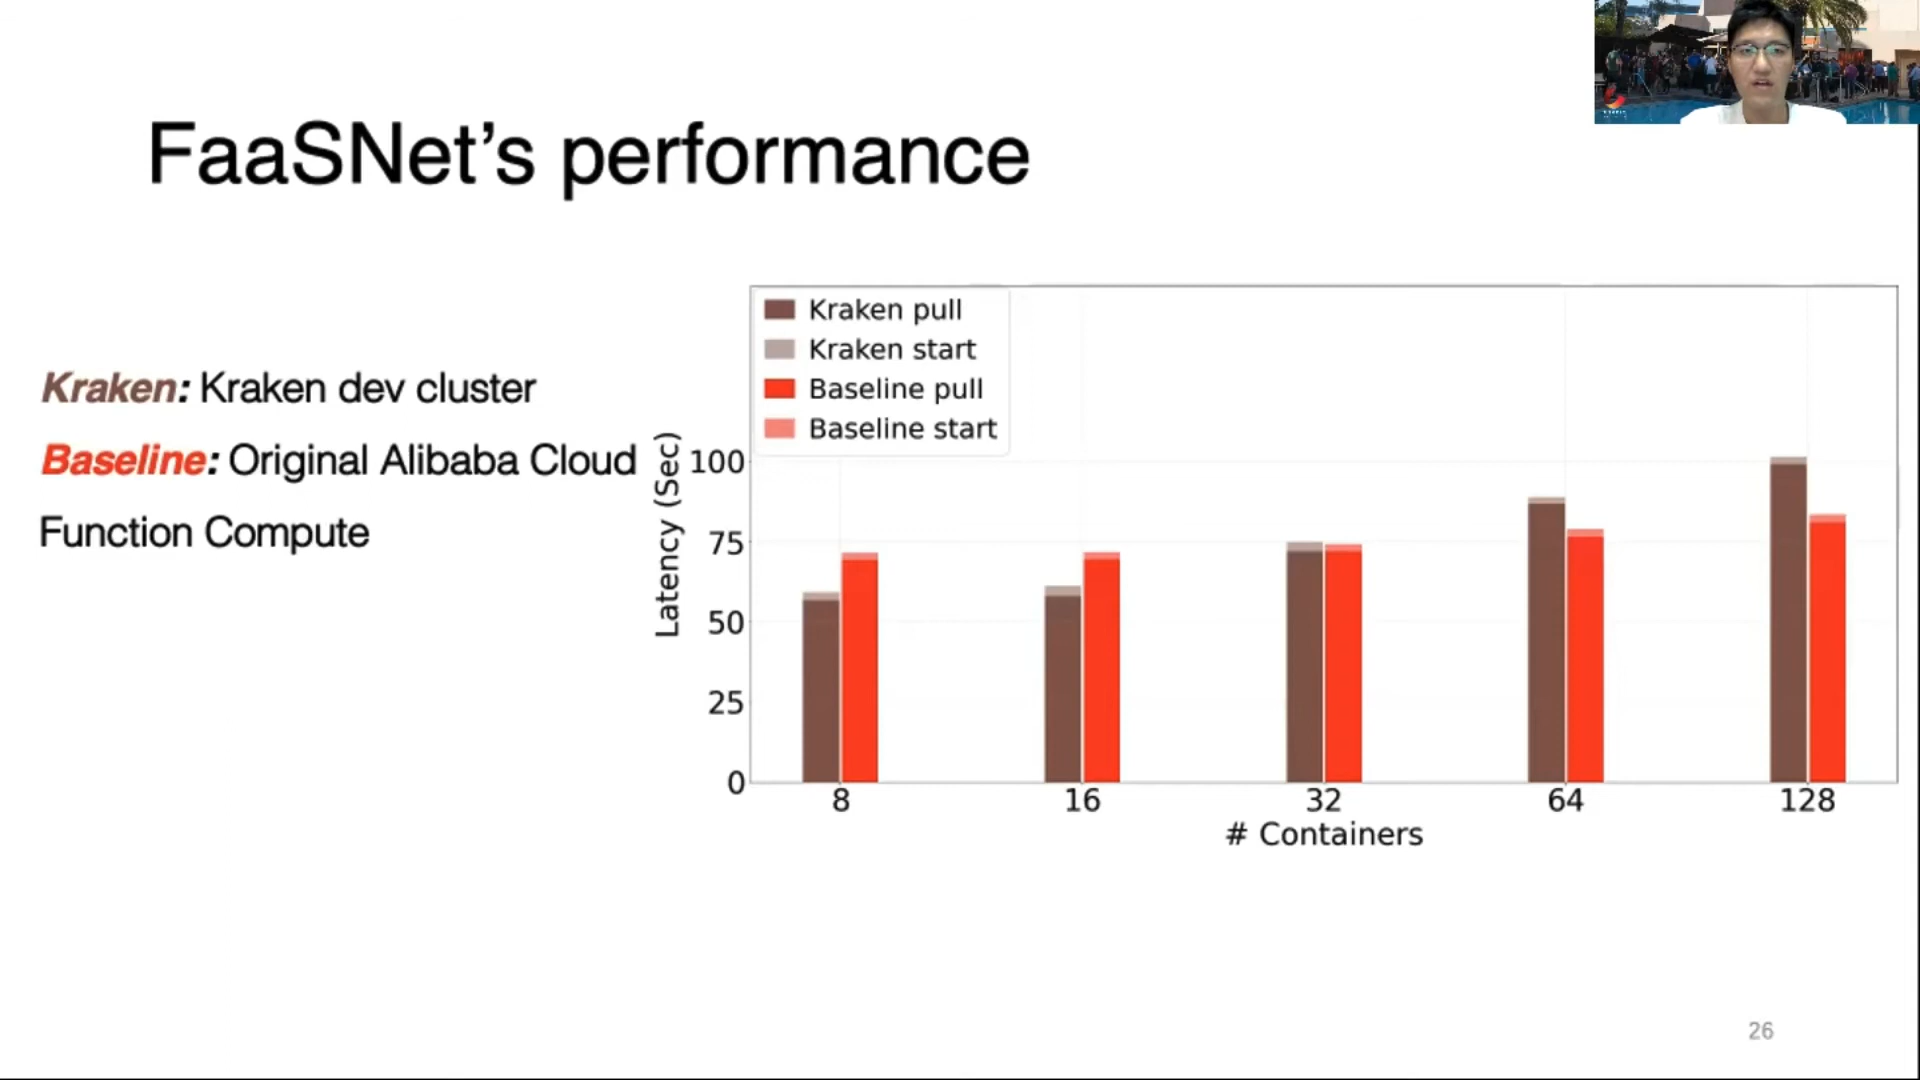 FaaSNet’s performance
Kraken: Kraken dev cluster
Baseline: Original Alibaba Cloud
Function Compute
Kraken pull
Kraken start
Baseline pull
Baseline start
Latency (Sec)
100
75
50
25
0
8 16 32 64 128
# Containers
26